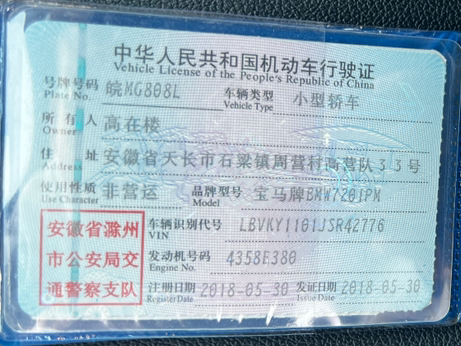 中华人民共和国机动车行驶证
Vehicle License of the People's Republic of China
号牌号码 皖MG808L 车辆类型 小型轿车
Plate No. Vehicle Type
所有人 高在楼
Owner
住址 安徽省天长市石梁镇周营村西营队33号
Address
使用性质 非营运 品牌型号 宝马牌BMW7201PM
Use Character Model
安徽省滁州
市公安局交
通警察支队
车辆识别代号 LBVKY1101JSR42776
VIN
发动机号码 4358E380
Engine No.
注册日期 2018-05-30 发证日期 2018-05-30
Register Date Issue Date